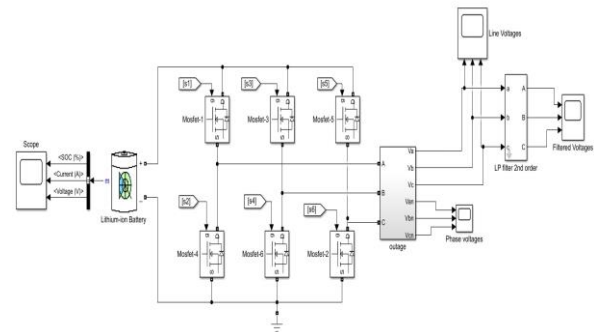 Scope
<SOC (%)>
<Current (A)>
<Voltage (V)>
m
+
-
Lithium-ion Battery
[s1]
[s3]
[s5]
Mosfet-1
Mosfet-3
Mosfet-5
[s2]
[s4]
[s6]
Mosfet-4
Mosfet-6
Mosfet-2
A
B
C
Va
Vb
Vc
Van
Vbn
Vcn
outage
Line Voltages
a
b
c
A
B
C
LP filter 2nd order
Filtered Voltages
Phase voltages